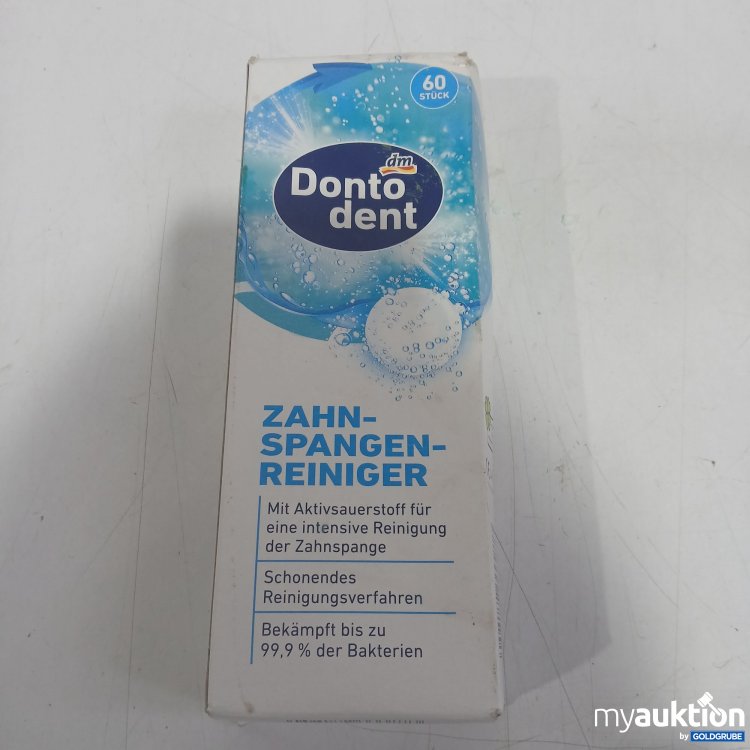 60
STÜCK
dm
Donto
dent
ZAHN-
SPANGEN-
REINIGER
Mit Aktivsauerstoff für
eine intensive Reinigung
der Zahnspange
Schonendes
Reinigungsverfahren
Bekämpft bis zu
99,9 % der Bakterien
myauktion
by GOLDGRUBE